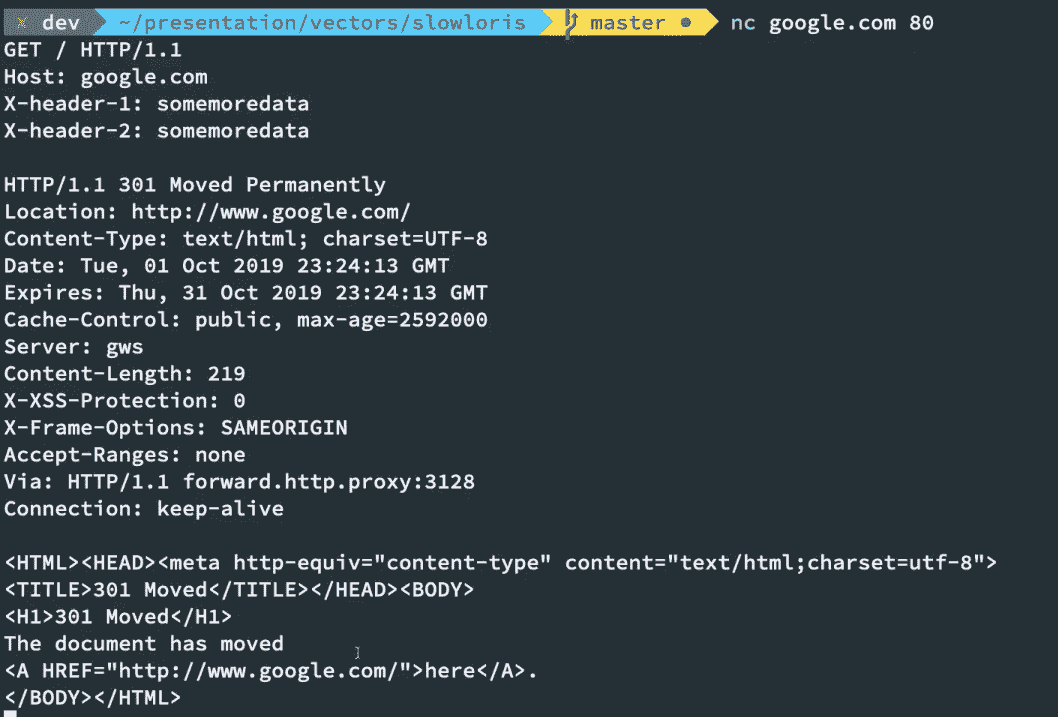 ✕ dev ~/presentation/vectors/slowloris master ● nc google.com 80
GET / HTTP/1.1
Host: google.com
X-header-1: somemoredata
X-header-2: somemoredata
HTTP/1.1 301 Moved Permanently
Location: http://www.google.com/
Content-Type: text/html; charset=UTF-8
Date: Tue, 01 Oct 2019 23:24:13 GMT
Expires: Thu, 31 Oct 2019 23:24:13 GMT
Cache-Control: public, max-age=2592000
Server: gws
Content-Length: 219
X-XSS-Protection: 0
X-Frame-Options: SAMEORIGIN
Accept-Ranges: none
Via: HTTP/1.1 forward.http.proxy:3128
Connection: keep-alive
<HTML><HEAD><meta http-equiv="content-type" content="text/html;charset=utf-8">
<TITLE>301 Moved</TITLE></HEAD><BODY>
<H1>301 Moved</H1>
The document has moved
<A HREF="http://www.google.com/">here</A>.
</BODY></HTML>